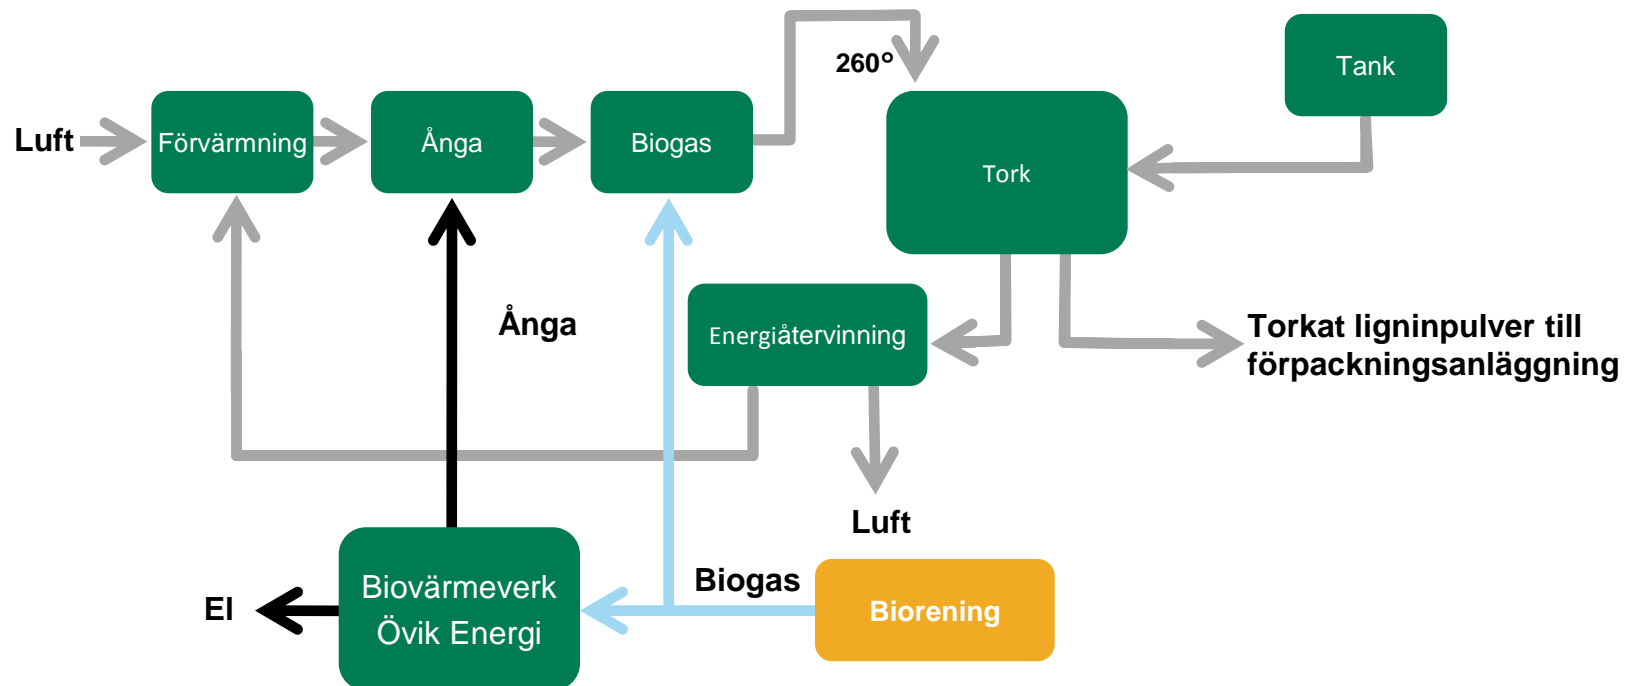 260°
Tank
Luft
Förvärmning
Ånga
Biogas
Tork
Ånga
Energiåtervinning
Torkat ligninpulver till
förpackningsanläggning
Luft
El
Biovärmeverk
Övik Energi
Biogas
Biorening